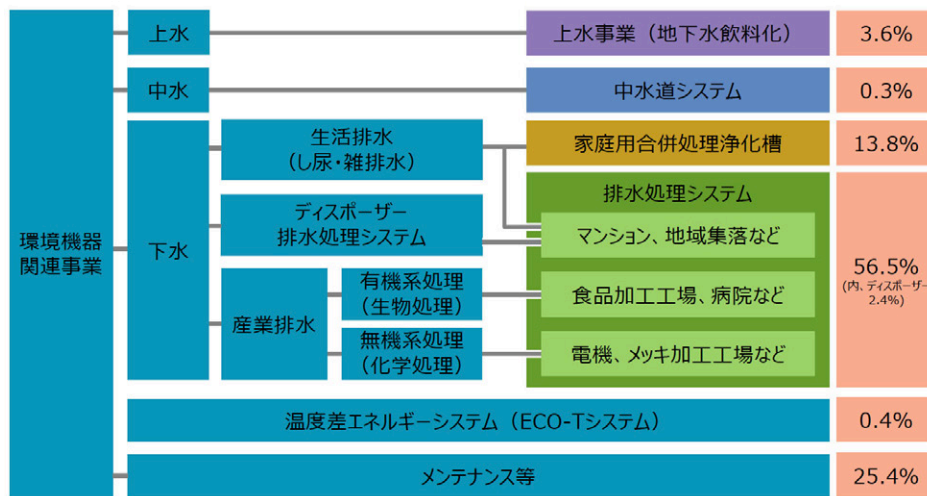 環境機器
関連事業
上水
上水事業（地下水飲料化）
3.6%
中水
中水道システム
0.3%
下水
生活排水
（し尿・雑排水）
家庭用合併処理浄化槽
13.8%
ディスポーザー
排水処理システム
排水処理システム
マンション、地域集落など
56.5%
(内、ディスポーザー
2.4%)
産業排水
有機系処理
（生物処理）
食品加工工場、病院など
無機系処理
（化学処理）
電機、メッキ加工工場など
温度差エネルギーシステム（ECO-Tシステム）
0.4%
メンテナンス等
25.4%